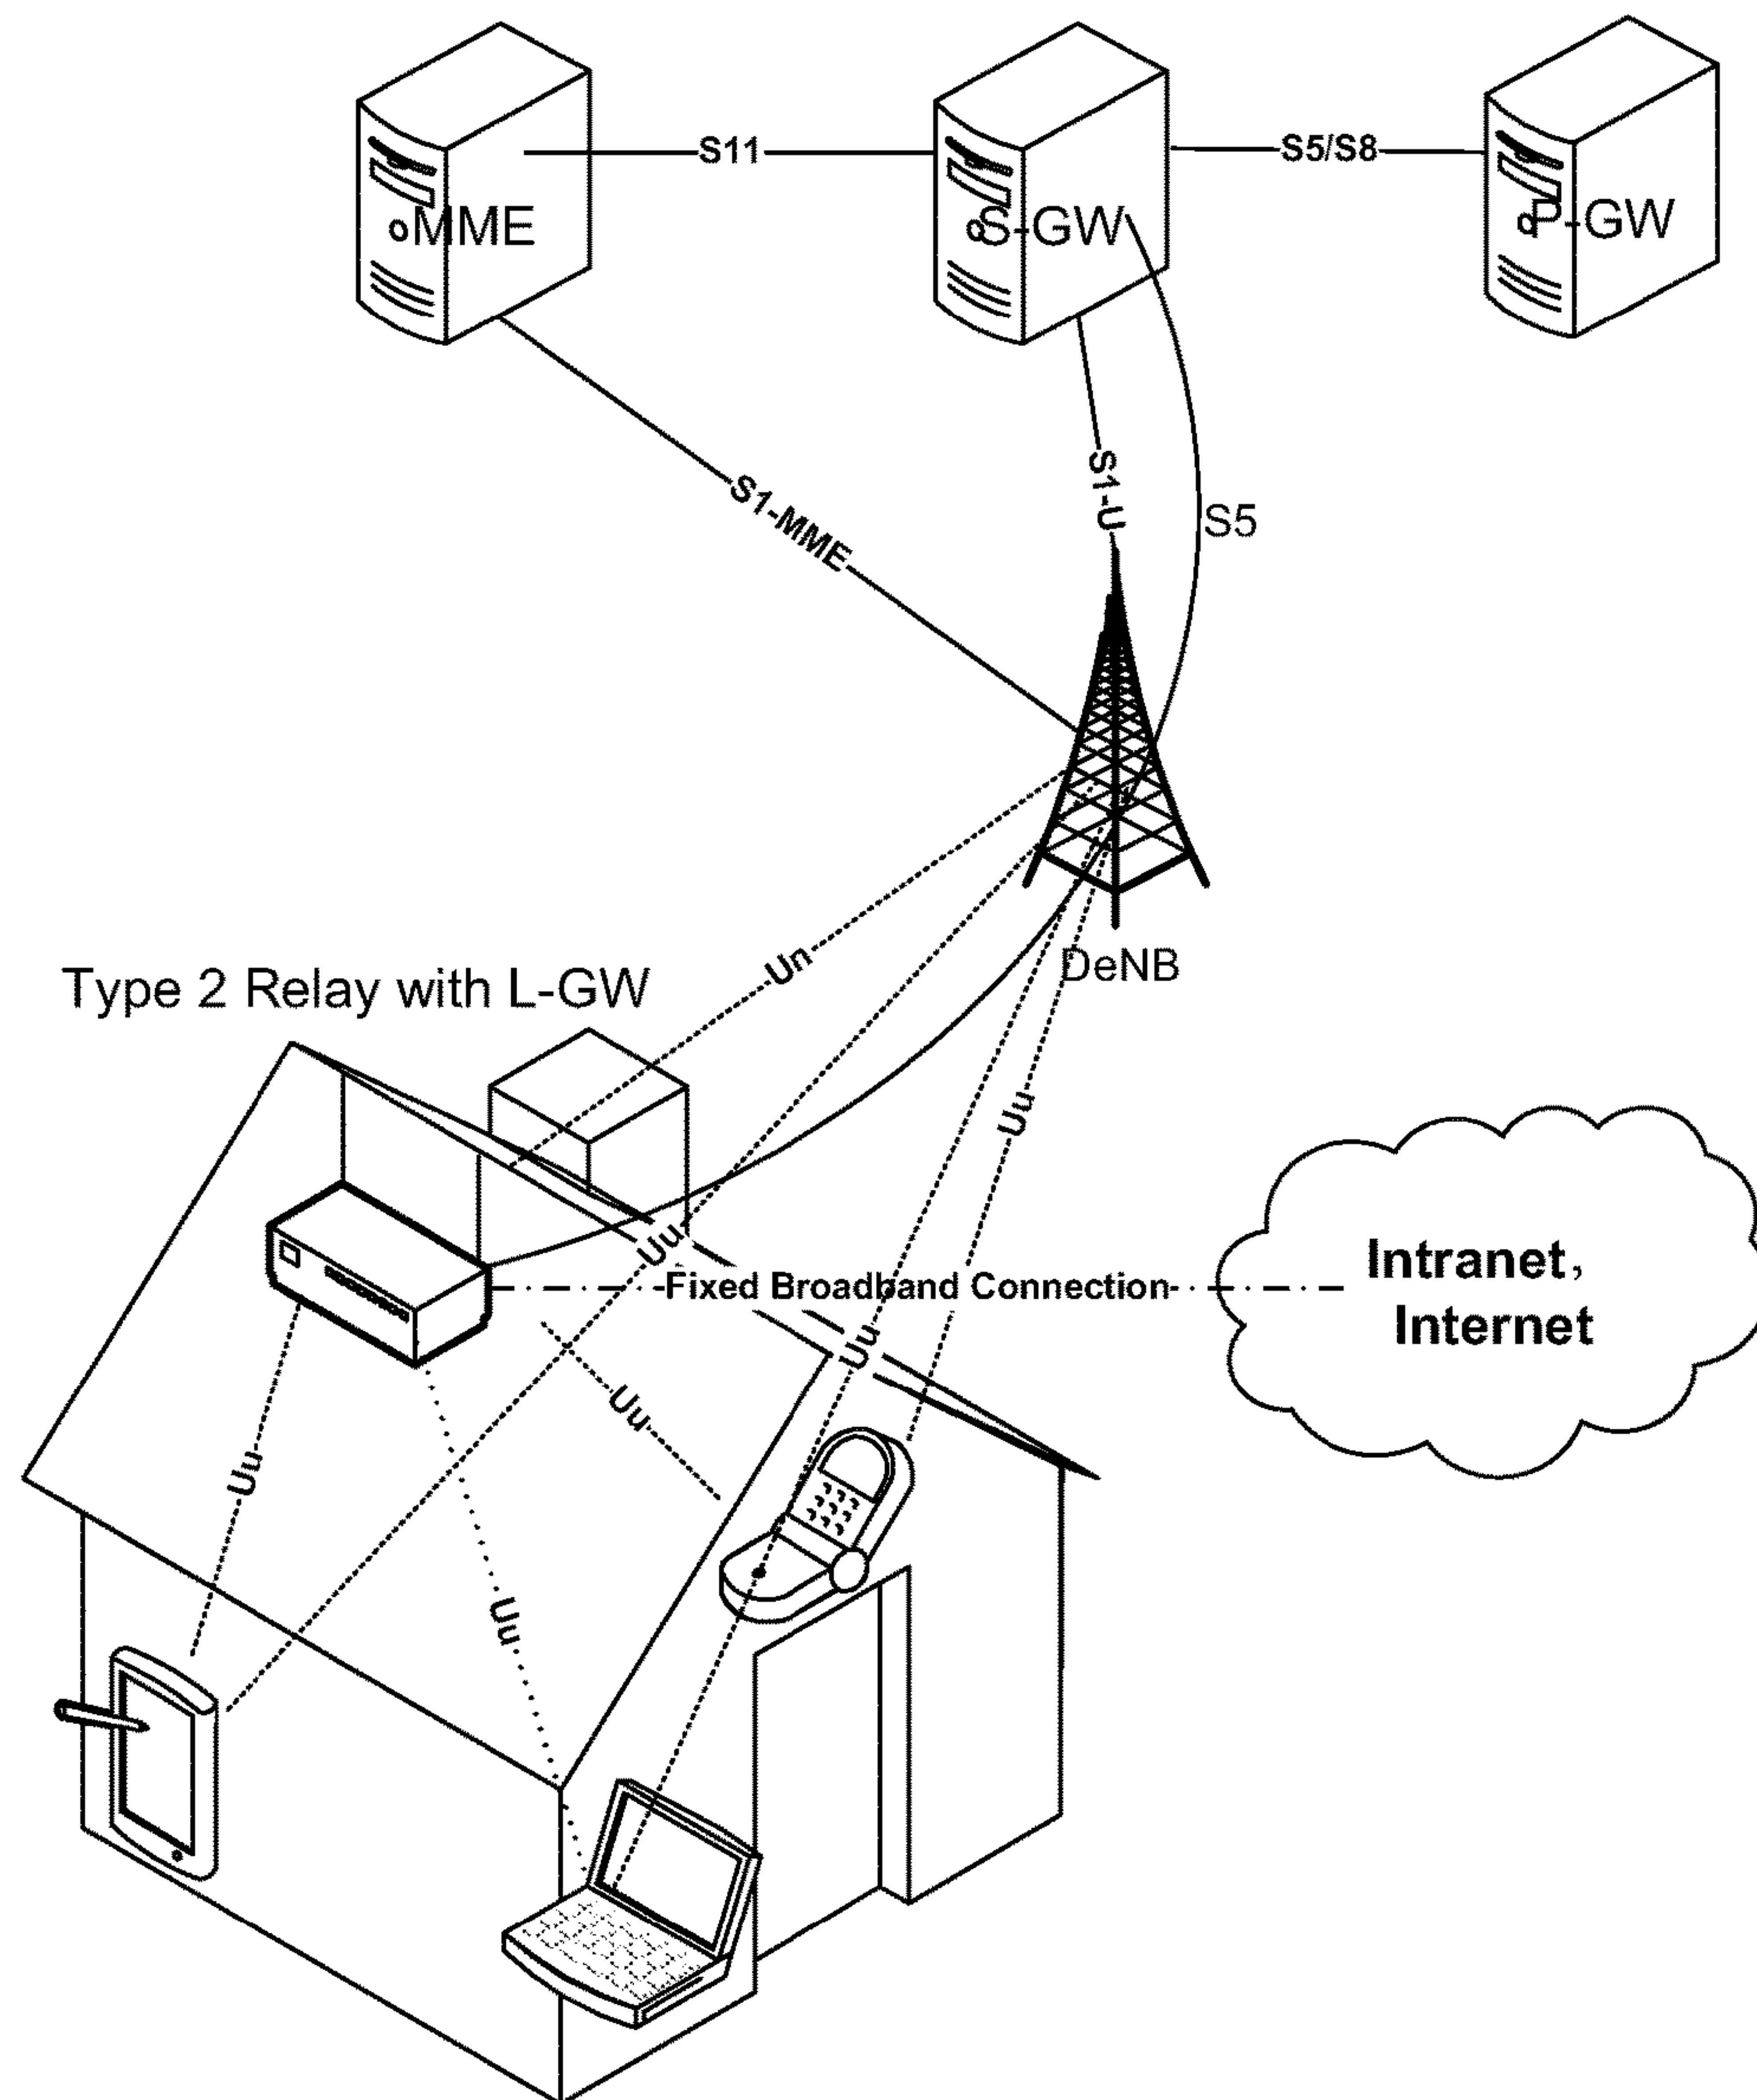 S11
S5/S8
MME
S-GW
P-GW
S1-MME
S1-U
S5
Un
DeNB
Type 2 Relay with L-GW
Uu
Uu
Fixed Broadband Connection
Intranet,
Internet
Uu
Uu
Uu
Uu